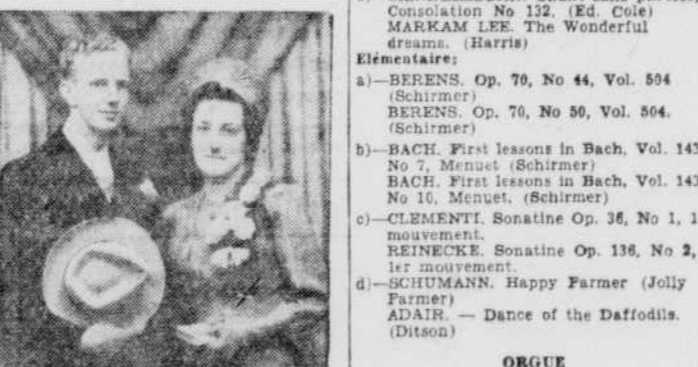 Consolation No 132. (Ed. Cole)
MARKAM LEE. The Wonderful
dreams. (Harris)
Elémentaire;
a)—BERENS. Op. 70, No 44, Vol. 504
(Schirmer)
BERENS. Op. 70, No 50, Vol. 504.
(Schirmer)
b)—BACH. First lessons in Bach, Vol. 143
No 7, Menuet (Schirmer)
BACH. First lessons in Bach, Vol. 143
No 10, Menuet. (Schirmer)
c)—CLEMENTI. Sonatine Op. 36, No 1, 1
mouvement.
REINECKE. Sonatine Op. 136, No 2,
1er mouvement.
d)—SCHUMANN. Happy Farmer (Jolly
Farmer)
ADAIR. — Dance of the Daffodils.
(Ditson)
ORGUE